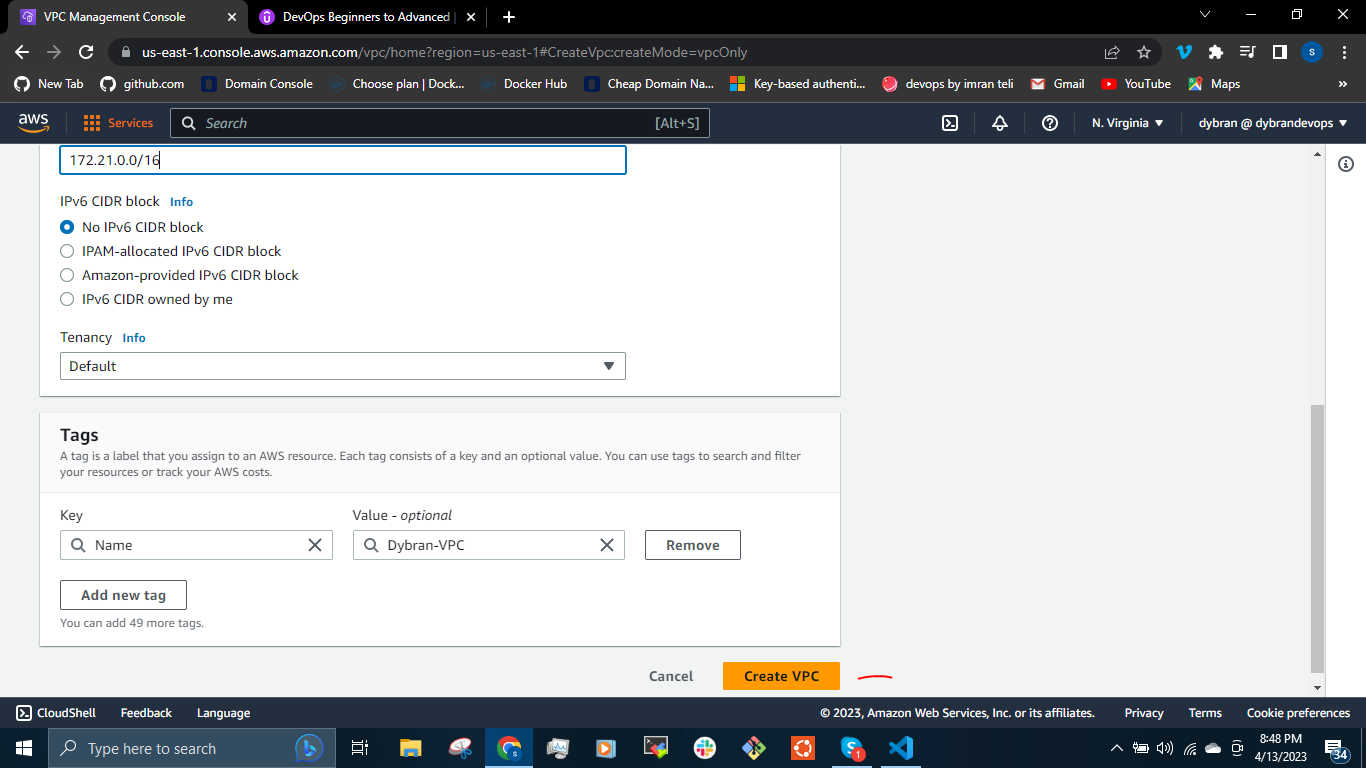 VPC Management Console
DevOps Beginners to Advanced |
us-east-1.console.aws.amazon.com/vpc/home?region=us-east-1#CreateVpc:createMode=vpcOnly
S
New Tab
github.com
Domain Console
Choose plan | Dock...
Docker Hub
Cheap Domain Na...
Key-based authenti...
devops by imran teli
Gmail
YouTube
Maps
»
aws
Services
Search
[Alt+S]
N. Virginia
dybran @ dybrandevops
172.21.0.0/16
IPv6 CIDR block Info
No IPv6 CIDR block
IPAM-allocated IPv6 CIDR block
Amazon-provided IPv6 CIDR block
IPv6 CIDR owned by me
Tenancy Info
Default
Tags
A tag is a label that you assign to an AWS resource. Each tag consists of a key and an optional value. You can use tags to search and filter
your resources or track your AWS costs.
Key
Value - optional
Name
Dybran-VPC
Remove
Add new tag
You can add 49 more tags.
Cancel
Create VPC
CloudShell
Feedback
Language
© 2023, Amazon Web Services, Inc. or its affiliates.
Privacy
Terms
Cookie preferences
Type here to search
1
8:48 PM
4/13/2023
34